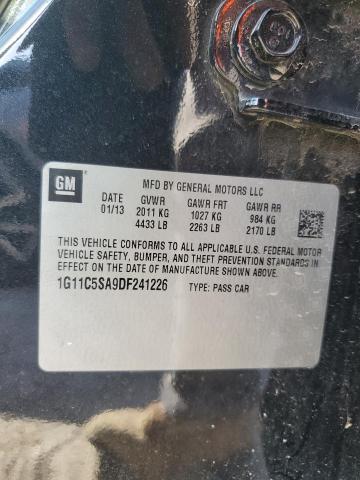 GM
MFD BY GENERAL MOTORS LLC
DATE GVWR GAWR FRT GAWR RR
01/13 2011 KG 1027 KG 984 KG
4433 LB 2263 LB 2170 LB
THIS VEHICLE CONFORMS TO ALL APPLICABLE U.S. FEDERAL MOTOR
VEHICLE SAFETY, BUMPER, AND THEFT PREVENTION STANDARDS
IN EFFECT ON THE DATE OF MANUFACTURE SHOWN ABOVE.
1G11C5SA9DF241226 TYPE: PASS CAR